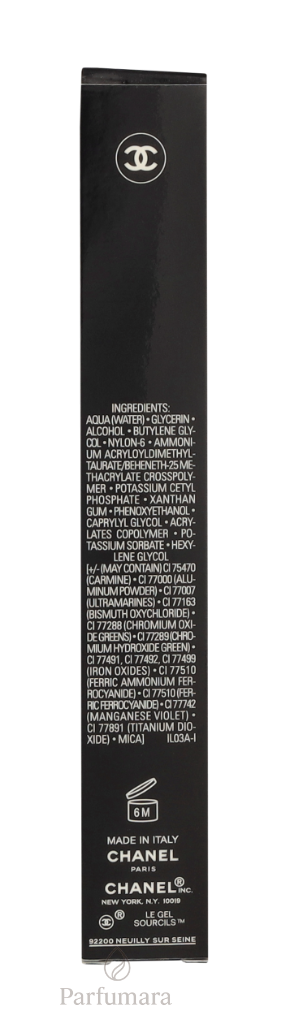 INGREDIENTS:
AQUA (WATER) • GLYCERIN •
ALCOHOL • BUTYLENE GLY-
COL • NYLON-6 • AMMONI-
UM ACRYLOYLDIMETHYL-
TAURATE/BEHENETH-25 ME-
THACRYLATE CROSSPOLY-
MER • POTASSIUM CETYL
PHOSPHATE • XANTHAN
GUM • PHENOXYETHANOL •
CAPRYLYL GLYCOL • ACRY-
LATES COPOLYMER • PO-
TASSIUM SORBATE • HEXY-
LENE GLYCOL
[+/- (MAY CONTAIN) CI 75470
(CARMINE) • CI 77000 (ALU-
MINUM POWDER) • CI 77007
(ULTRAMARINES) • CI 77163
(BISMUTH OXYCHLORIDE) •
CI 77288 (CHROMIUM OXI-
DE GREENS) • CI 77289 (CHRO-
MIUM HYDROXIDE GREEN) •
CI 77491, CI 77492, CI 77499
(IRON OXIDES) • CI 77510
(FERRIC AMMONIUM FER-
ROCYANIDE) • CI 77510 (FER-
RIC FERROCYANIDE) • CI 77742
(MANGANESE VIOLET) •
CI 77891 (TITANIUM DIO-
XIDE) • MICA] IL03A-I
6M
MADE IN ITALY
CHANEL
PARIS
CHANEL® INC.
NEW YORK, N.Y. 10019
® LE GEL
SOURCILS™
92200 NEUILLY SUR SEINE
Parfumara